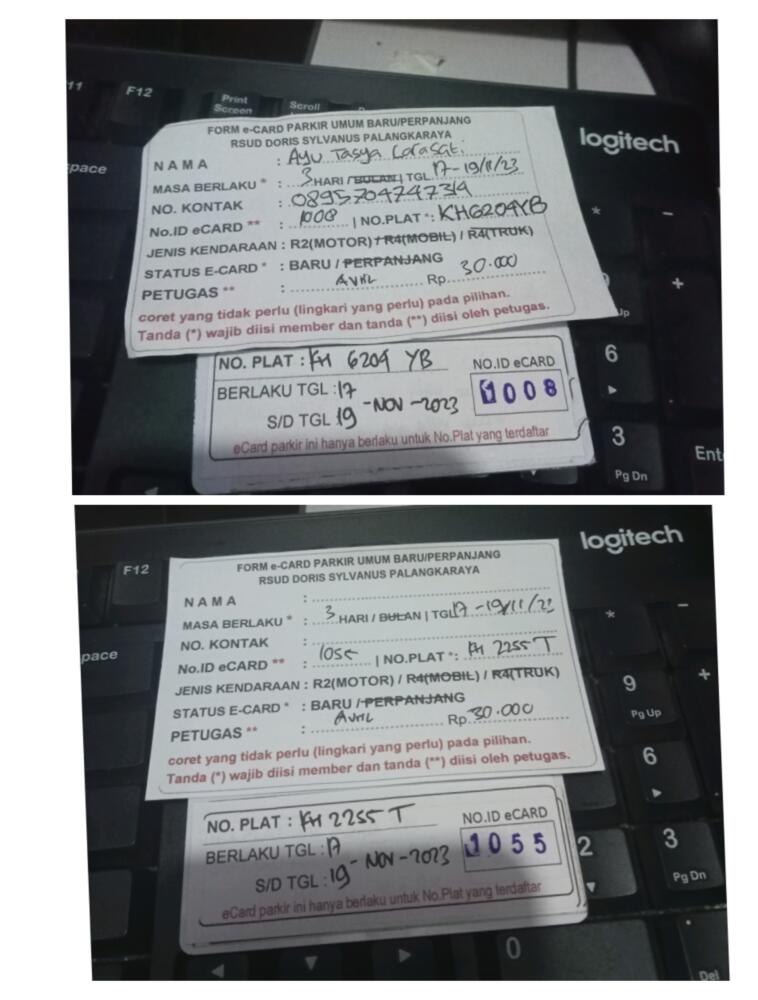 11 F12 Print Screen Scroll
pace
logitech
FORM e-CARD PARKIR UMUM BARU/PERPANJANG
RSUD DORIS SYLVANUS PALANGKARAYA
NAMA : Ayu Tasya Larasati
MASA BERLAKU * : 3 HARI / BULAN | TGL 17-19/11/23
NO. KONTAK : 0895704747314
No.ID eCARD ** : 1008 | NO.PLAT *: KH6204YB
JENIS KENDARAAN : R2(MOTOR) / R4(MOBIL) / R4(TRUK)
STATUS E-CARD * : BARU / PERPANJANG
PETUGAS ** : AVRIL Rp. 30.000
coret yang tidak perlu (lingkari yang perlu) pada pilihan.
Tanda (*) wajib diisi member dan tanda (**) diisi oleh petugas.
* - +
6
3
Pg Dn
Ent
NO. PLAT : KH 6204 YB
NO.ID eCARD
1008
BERLAKU TGL : 17
S/D TGL 19 - NOV - 2023
eCard parkir ini hanya berlaku untuk No.Plat yang terdaftar
F12
pace
logitech
FORM e-CARD PARKIR UMUM BARU/PERPANJANG
RSUD DORIS SYLVANUS PALANGKARAYA
NAMA :
MASA BERLAKU * : 3 HARI / BULAN | TGL 17-19/11/23
NO. KONTAK :
No.ID eCARD ** : 1055 | NO.PLAT *: KH 2255 T
JENIS KENDARAAN : R2(MOTOR) / R4(MOBIL) / R4(TRUK)
STATUS E-CARD * : BARU / PERPANJANG
PETUGAS ** : AVRIL Rp. 30.000
coret yang tidak perlu (lingkari yang perlu) pada pilihan.
Tanda (*) wajib diisi member dan tanda (**) diisi oleh petugas.
* - +
9
Pg Up
6
3
Pg Dn
2
0
Del
NO. PLAT : KH 2255 T
NO.ID eCARD
1055
BERLAKU TGL : 17
S/D TGL : 19 - NOV - 2023
eCard parkir ini hanya berlaku untuk No.Plat yang terdaftar